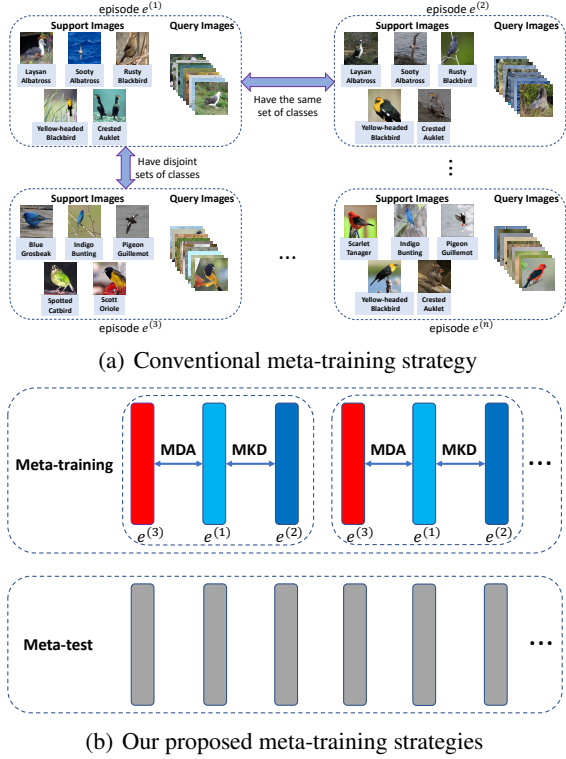 episode e^(1)
episode e^(2)
Support Images
Query Images
Laysan
Albatross
Sooty
Albatross
Rusty
Blackbird
Yellow-headed
Blackbird
Crested
Auklet
Have the same
set of classes
Support Images
Query Images
Laysan
Albatross
Sooty
Albatross
Rusty
Blackbird
Yellow-headed
Blackbird
Crested
Auklet
Have disjoint
sets of classes
Support Images
Query Images
Blue
Grosbeak
Indigo
Bunting
Pigeon
Guillemot
Spotted
Catbird
Scott
Oriole
episode e^(3)
...
Support Images
Query Images
Scarlet
Tanager
Indigo
Bunting
Pigeon
Guillemot
Yellow-headed
Blackbird
Crested
Auklet
episode e^(n)
(a) Conventional meta-training strategy
Meta-training
MDA
MKD
MDA
MKD
...
e^(3)
e^(1)
e^(2)
e^(3)
e^(1)
e^(2)
Meta-test
...
(b) Our proposed meta-training strategies